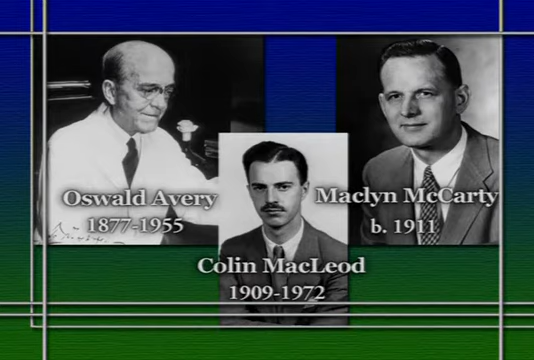 Oswald Avery
1877-1955
Maclyn McCarty
b. 1911
Colin MacLeod
1909-1972